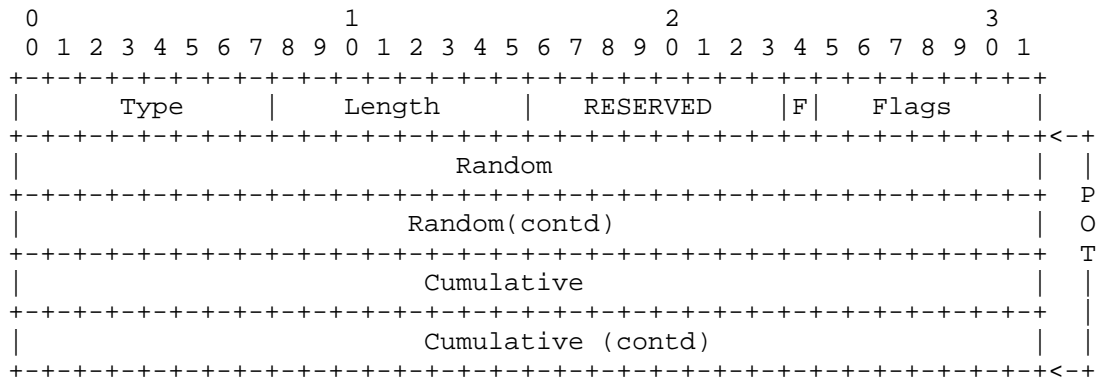 0                   1                   2                   3
 0 1 2 3 4 5 6 7 8 9 0 1 2 3 4 5 6 7 8 9 0 1 2 3 4 5 6 7 8 9 0 1
+-+-+-+-+-+-+-+-+-+-+-+-+-+-+-+-+-+-+-+-+-+-+-+-+-+-+-+-+-+-+-+-+
|      Type     |    Length     |   RESERVED    |F|   Flags     |
+-+-+-+-+-+-+-+-+-+-+-+-+-+-+-+-+-+-+-+-+-+-+-+-+-+-+-+-+-+-+-+-+<-+
|                           Random                              |  |
+-+-+-+-+-+-+-+-+-+-+-+-+-+-+-+-+-+-+-+-+-+-+-+-+-+-+-+-+-+-+-+-+  P
|                        Random(contd)                          |  O
+-+-+-+-+-+-+-+-+-+-+-+-+-+-+-+-+-+-+-+-+-+-+-+-+-+-+-+-+-+-+-+-+  T
|                         Cumulative                            |  |
+-+-+-+-+-+-+-+-+-+-+-+-+-+-+-+-+-+-+-+-+-+-+-+-+-+-+-+-+-+-+-+-+  |
|                         Cumulative (contd)                    |  |
+-+-+-+-+-+-+-+-+-+-+-+-+-+-+-+-+-+-+-+-+-+-+-+-+-+-+-+-+-+-+-+-+<-+